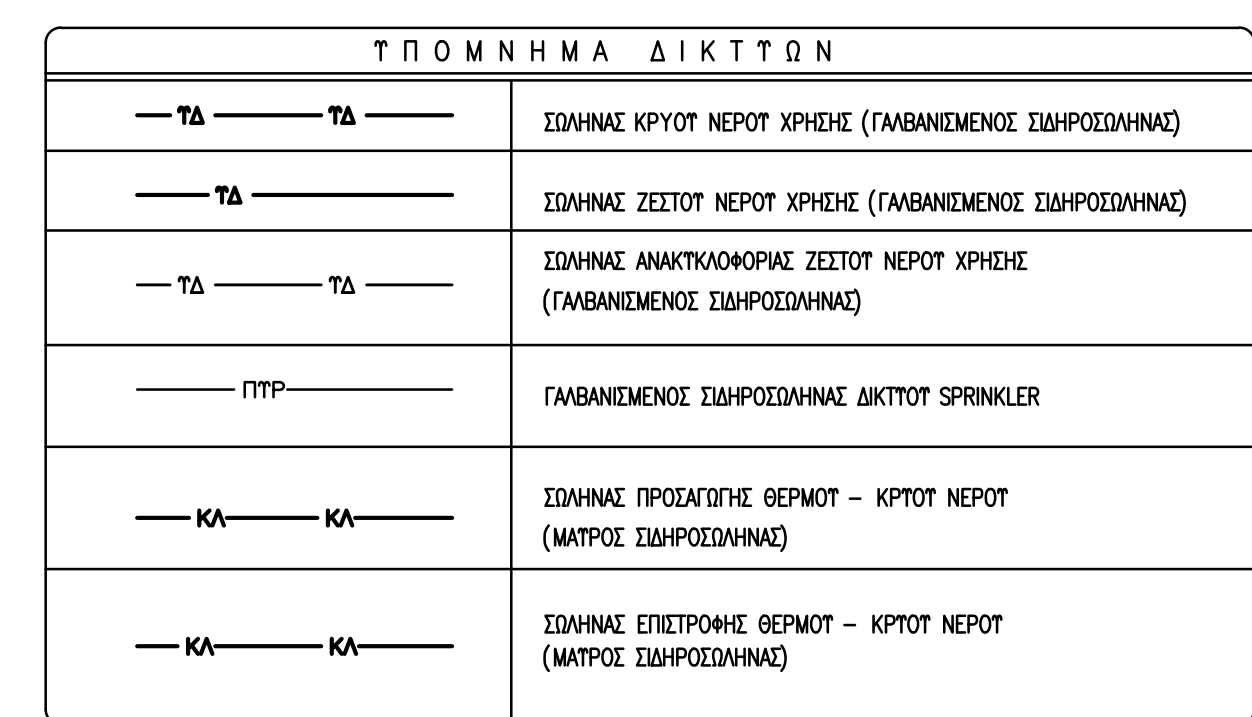 ΥΠΟΜΝΗΜΑ ΔΙΚΤΥΩΝ
ΥΔ ΥΔ
ΣΩΛΗΝΑΣ ΚΡΥΟΥ ΝΕΡΟΥ ΧΡΗΣΗΣ (ΓΑΛΒΑΝΙΣΜΕΝΟΣ ΣΙΔΗΡΟΣΩΛΗΝΑΣ)
ΥΔ
ΣΩΛΗΝΑΣ ΖΕΣΤΟΥ ΝΕΡΟΥ ΧΡΗΣΗΣ (ΓΑΛΒΑΝΙΣΜΕΝΟΣ ΣΙΔΗΡΟΣΩΛΗΝΑΣ)
ΥΔ ΥΔ
ΣΩΛΗΝΑΣ ΑΝΑΚΥΚΛΟΦΟΡΙΑΣ ΖΕΣΤΟΥ ΝΕΡΟΥ ΧΡΗΣΗΣ
(ΓΑΛΒΑΝΙΣΜΕΝΟΣ ΣΙΔΗΡΟΣΩΛΗΝΑΣ)
ΠΥΡ
ΓΑΛΒΑΝΙΣΜΕΝΟΣ ΣΙΔΗΡΟΣΩΛΗΝΑΣ ΔΙΚΤΥΟΥ SPRINKLER
ΚΛ ΚΛ
ΣΩΛΗΝΑΣ ΠΡΟΣΑΓΩΓΗΣ ΘΕΡΜΟΥ – ΚΡΥΟΥ ΝΕΡΟΥ
(ΜΑΥΡΟΣ ΣΙΔΗΡΟΣΩΛΗΝΑΣ)
ΚΛ ΚΛ
ΣΩΛΗΝΑΣ ΕΠΙΣΤΡΟΦΗΣ ΘΕΡΜΟΥ – ΚΡΥΟΥ ΝΕΡΟΥ
(ΜΑΥΡΟΣ ΣΙΔΗΡΟΣΩΛΗΝΑΣ)